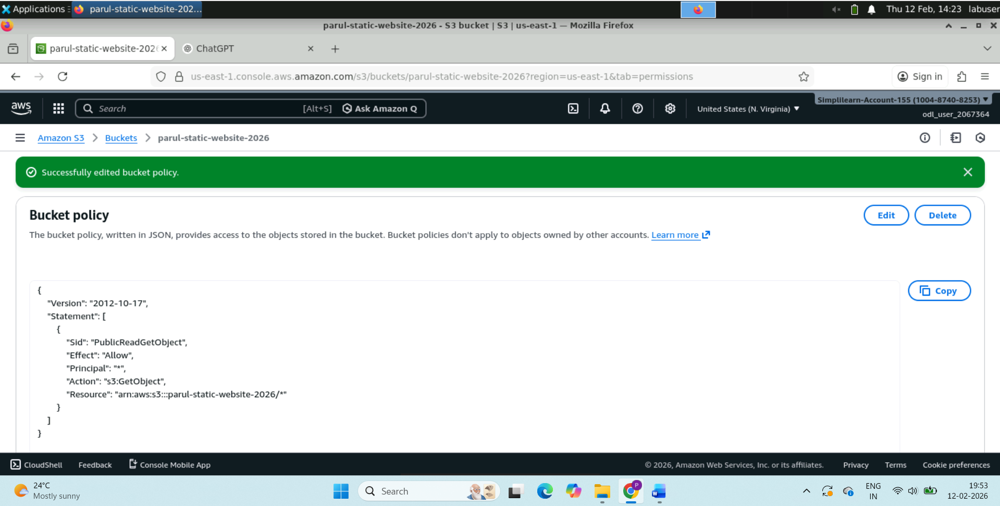 Applications
parul-static-website-202...
Thu 12 Feb, 14:23
labuser
parul-static-website-2026 - S3 bucket | S3 | us-east-1 — Mozilla Firefox
parul-static-website-202
ChatGPT
us-east-1.console.aws.amazon.com/s3/buckets/parul-static-website-2026?region=us-east-1&tab=permissions
Sign in
aws
Search
[Alt+S]
Ask Amazon Q
United States (N. Virginia)
Simplilearn-Account-155 (1004-8740-8253)
odl_user_2067364
Amazon S3
Buckets
parul-static-website-2026
Successfully edited bucket policy.
Bucket policy
Edit
Delete
The bucket policy, written in JSON, provides access to the objects stored in the bucket. Bucket policies don't apply to objects owned by other accounts. Learn more
Copy
{
"Version": "2012-10-17",
"Statement": [
{
"Sid": "PublicReadGetObject",
"Effect": "Allow",
"Principal": "*",
"Action": "s3:GetObject",
"Resource": "arn:aws:s3:::parul-static-website-2026/*"
}
]
}
CloudShell
Feedback
Console Mobile App
© 2026, Amazon Web Services, Inc. or its affiliates.
Privacy
Terms
Cookie preferences
24°C
Mostly sunny
Search
P
W
ENG
IN
19:53
12-02-2026